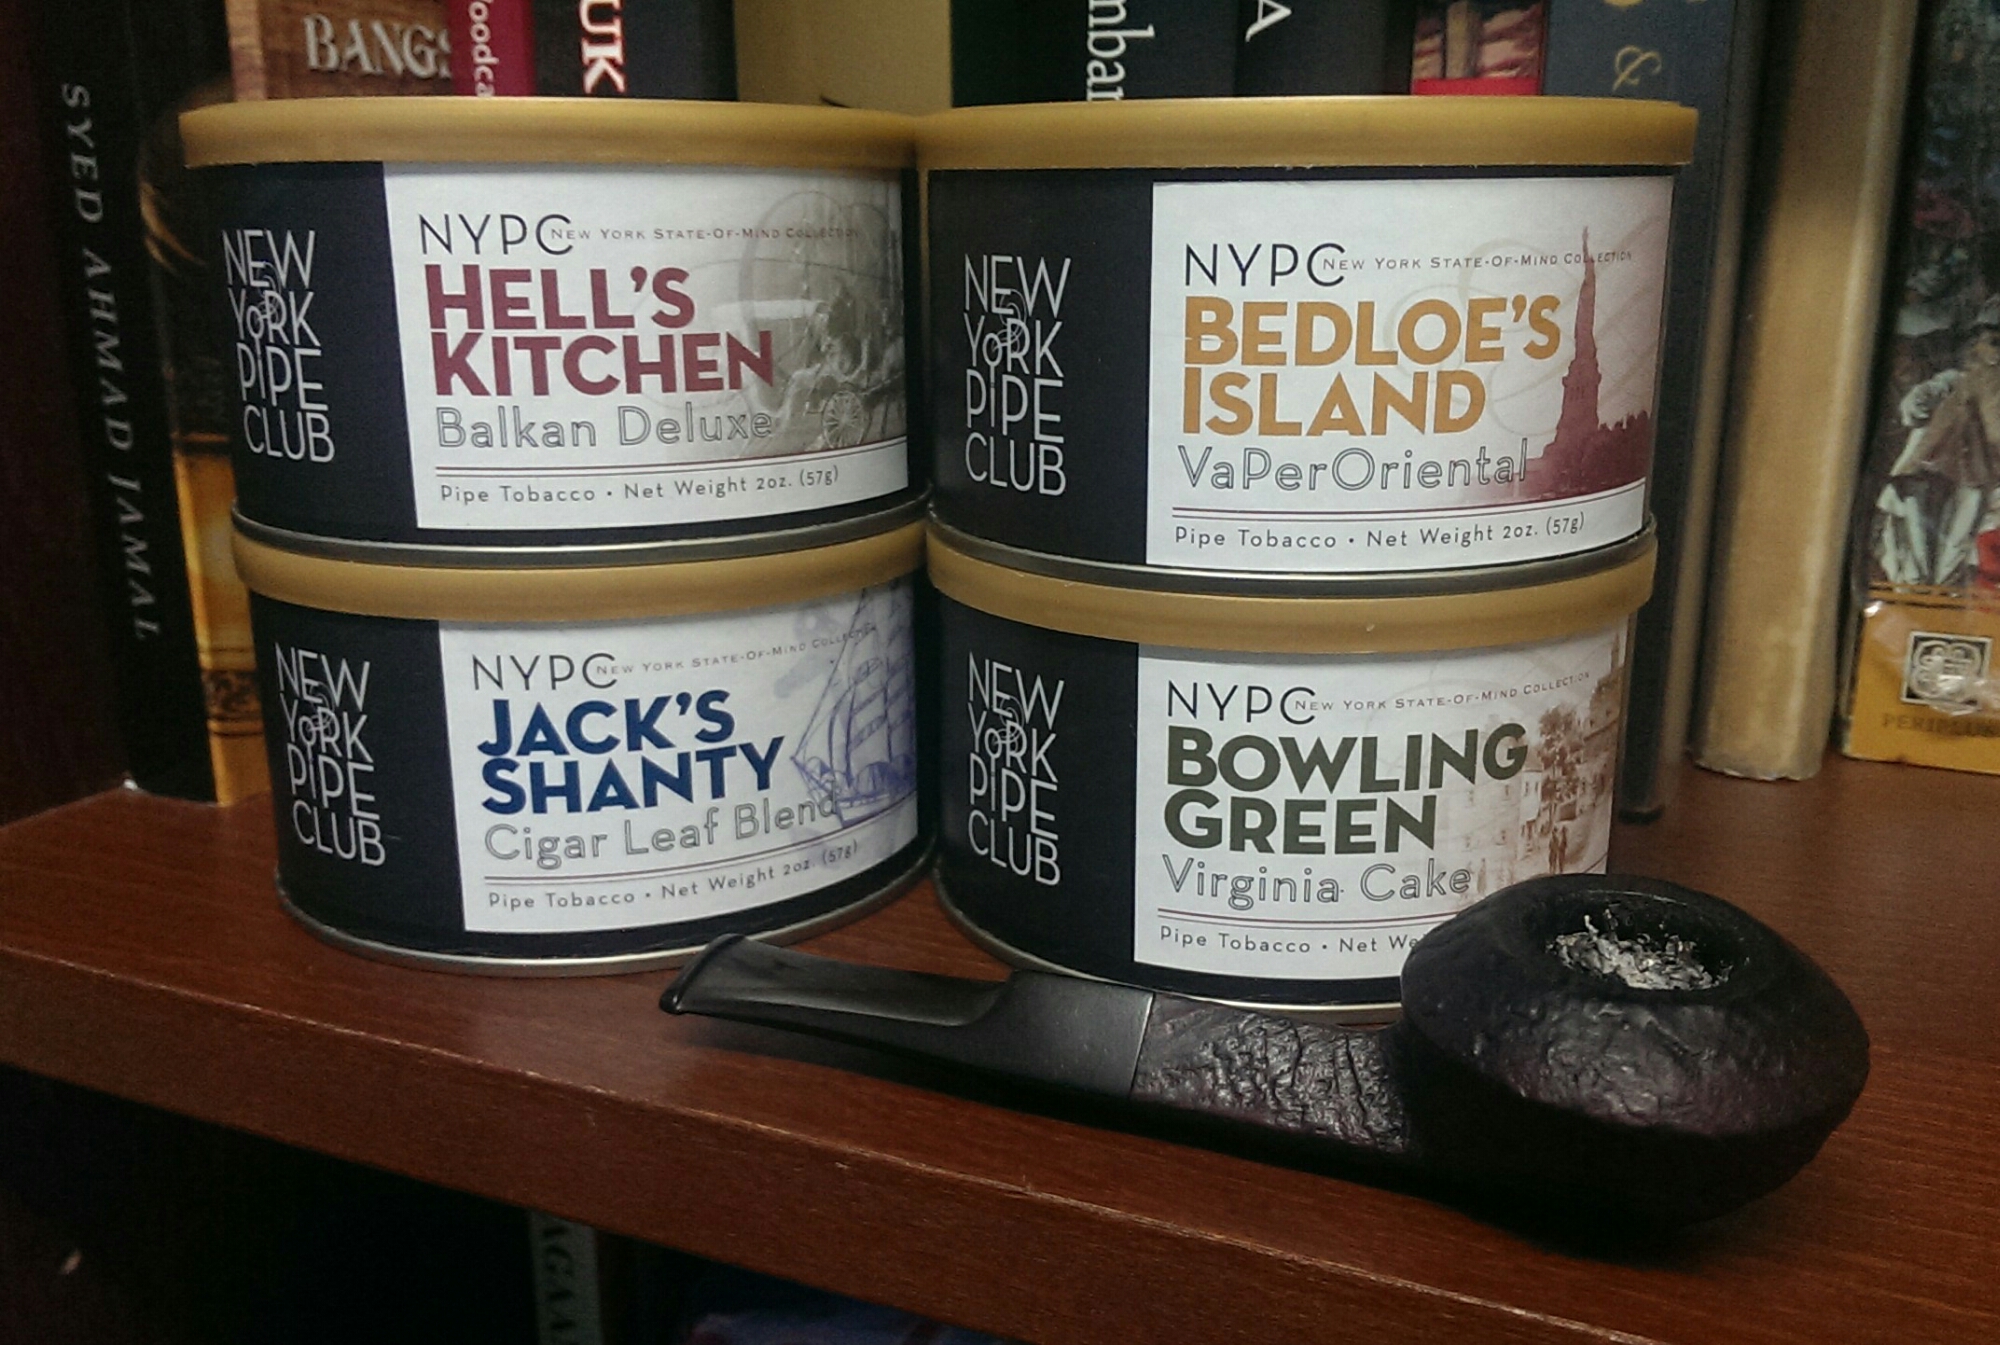 SYED AHMAD JAMAL
BANGS
UK
&
NEW
YORK
PIPE
CLUB
NYPC NEW YORK STATE-OF-MIND COLLECTION
HELL'S
KITCHEN
Balkan Deluxe
Pipe Tobacco • Net Weight 2oz. (57g)
NEW
YORK
PIPE
CLUB
NYPC NEW YORK STATE-OF-MIND COLLECTION
BEDLOE'S
ISLAND
VaPerOriental
Pipe Tobacco • Net Weight 2oz. (57g)
NEW
YORK
PIPE
CLUB
NYPC NEW YORK STATE-OF-MIND COLLECTION
JACK'S
SHANTY
Cigar Leaf Blend
Pipe Tobacco • Net Weight 2oz. (57g)
NEW
YORK
PIPE
CLUB
NYPC NEW YORK STATE-OF-MIND COLLECTION
BOWLING
GREEN
Virginia Cake
Pipe Tobacco • Net We